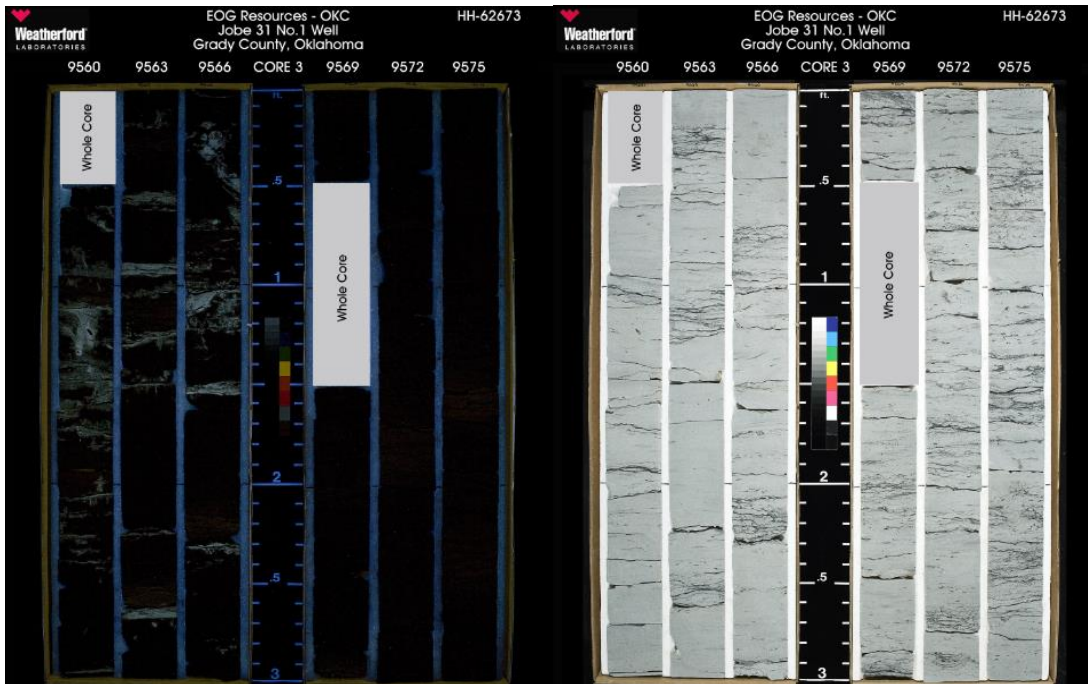 Weatherford
LABORATORIES
EOG Resources - OKC
Jobe 31 No.1 Well
Grady County, Oklahoma
HH-62673
9560 9563 9566 CORE 3 9569 9572 9575
Whole Core
ft.
.5
1
Whole Core
2
.5
3
Weatherford
LABORATORIES
EOG Resources - OKC
Jobe 31 No.1 Well
Grady County, Oklahoma
HH-62673
9560 9563 9566 CORE 3 9569 9572 9575
Whole Core
ft.
.5
1
Whole Core
2
.5
3